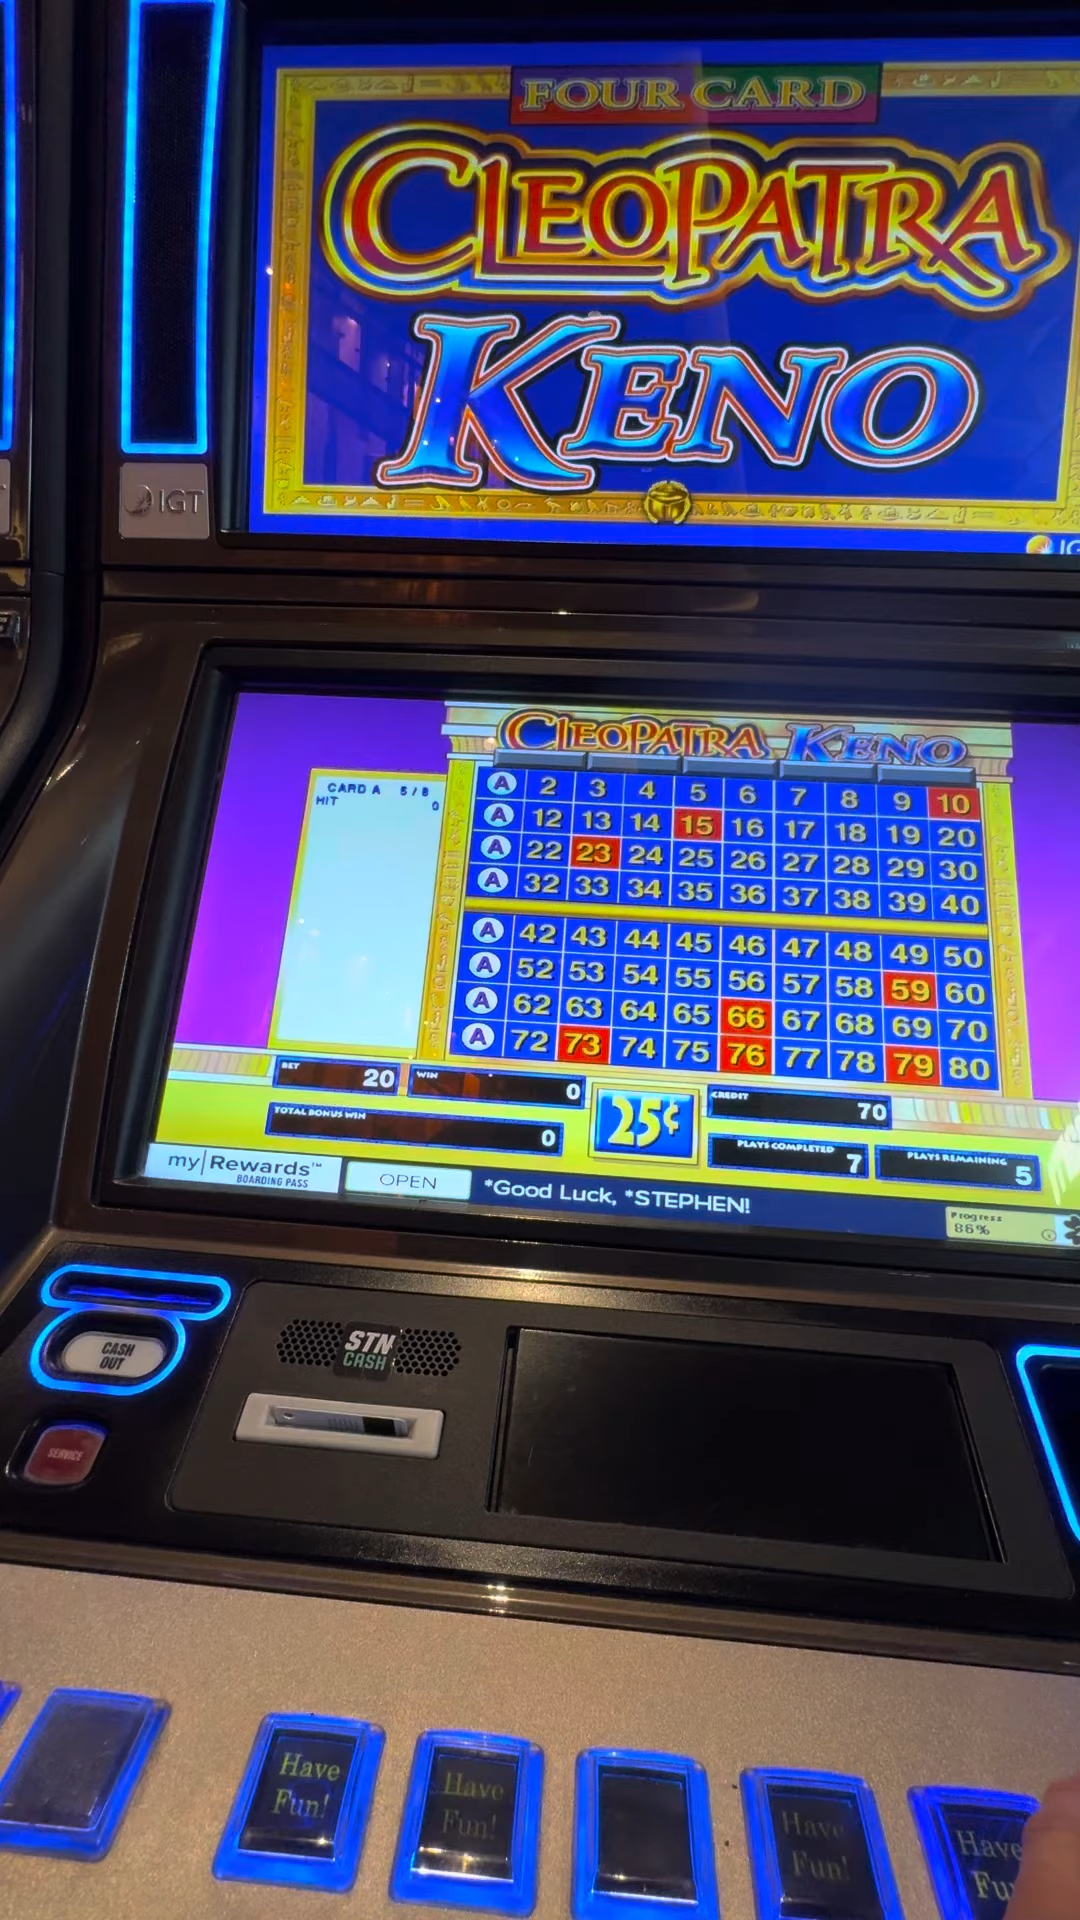 FOUR CARD
CLEOPATRA
KENO
IGT
CLEOPATRA KENO
CARD A 5/8
HIT 0
A 2 3 4 5 6 7 8 9 10
A 12 13 14 15 16 17 18 19 20
A 22 23 24 25 26 27 28 29 30
A 32 33 34 35 36 37 38 39 40
A 42 43 44 45 46 47 48 49 50
A 52 53 54 55 56 57 58 59 60
A 62 63 64 65 66 67 68 69 70
A 72 73 74 75 76 77 78 79 80
BET 20
WIN 0
25¢
CREDIT 70
TOTAL BONUS WIN 0
PLAYS COMPLETED 7
PLAYS REMAINING 5
my|Rewards™
BOARDING PASS
OPEN
*Good Luck, *STEPHEN!
Progress
86%
CASH
OUT
STN
CASH
SERVICE
Have
Fun!
Have
Fun!
Have
Fun!
Have